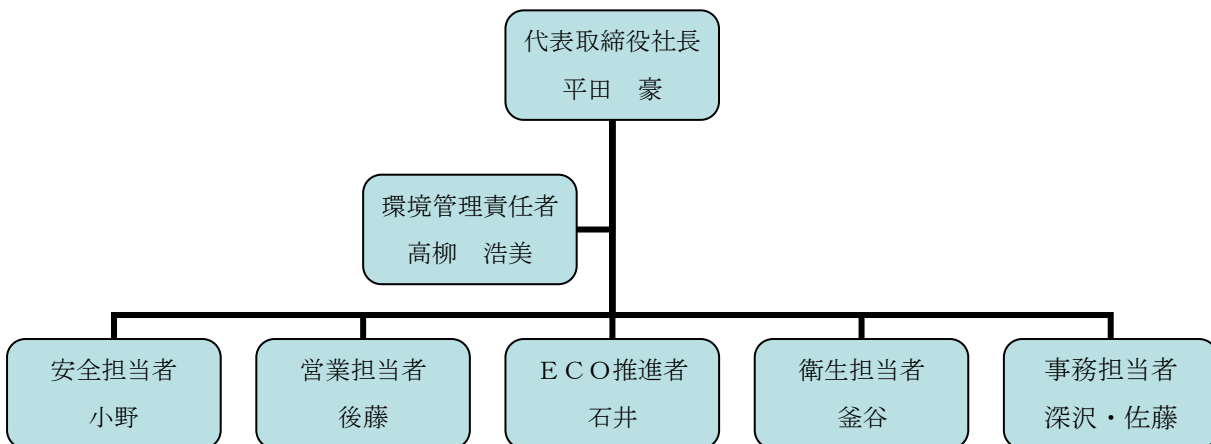 代表取締役社長
平田　豪
環境管理責任者
高柳　浩美
安全担当者
小野
営業担当者
後藤
ＥＣＯ推進者
石井
衛生担当者
釜谷
事務担当者
深沢・佐藤